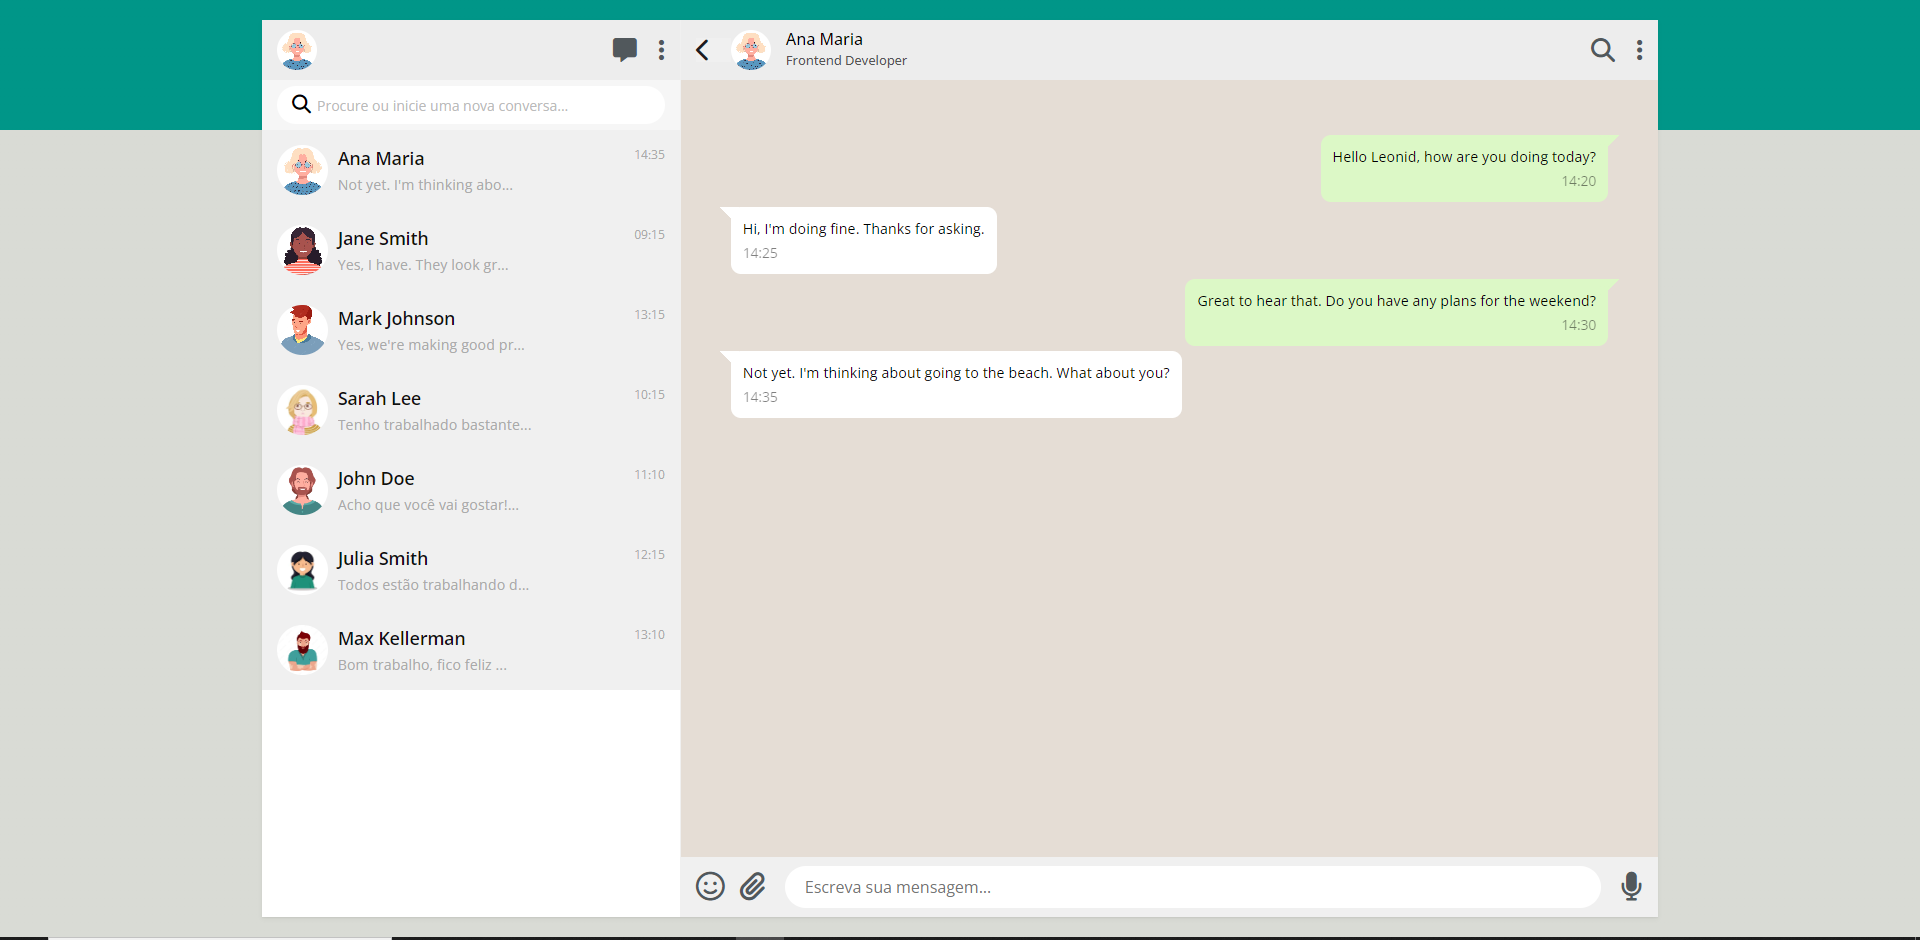 Procure ou inicie uma nova conversa...
Ana Maria
14:35
Not yet. I'm thinking abo...
Jane Smith
09:15
Yes, I have. They look gr...
Mark Johnson
13:15
Yes, we're making good pr...
Sarah Lee
10:15
Tenho trabalhado bastante...
John Doe
11:10
Acho que você vai gostar!...
Julia Smith
12:15
Todos estão trabalhando d...
Max Kellerman
13:10
Bom trabalho, fico feliz ...
Ana Maria
Frontend Developer
Hello Leonid, how are you doing today?
14:20
Hi, I'm doing fine. Thanks for asking.
14:25
Great to hear that. Do you have any plans for the weekend?
14:30
Not yet. I'm thinking about going to the beach. What about you?
14:35
Escreva sua mensagem...